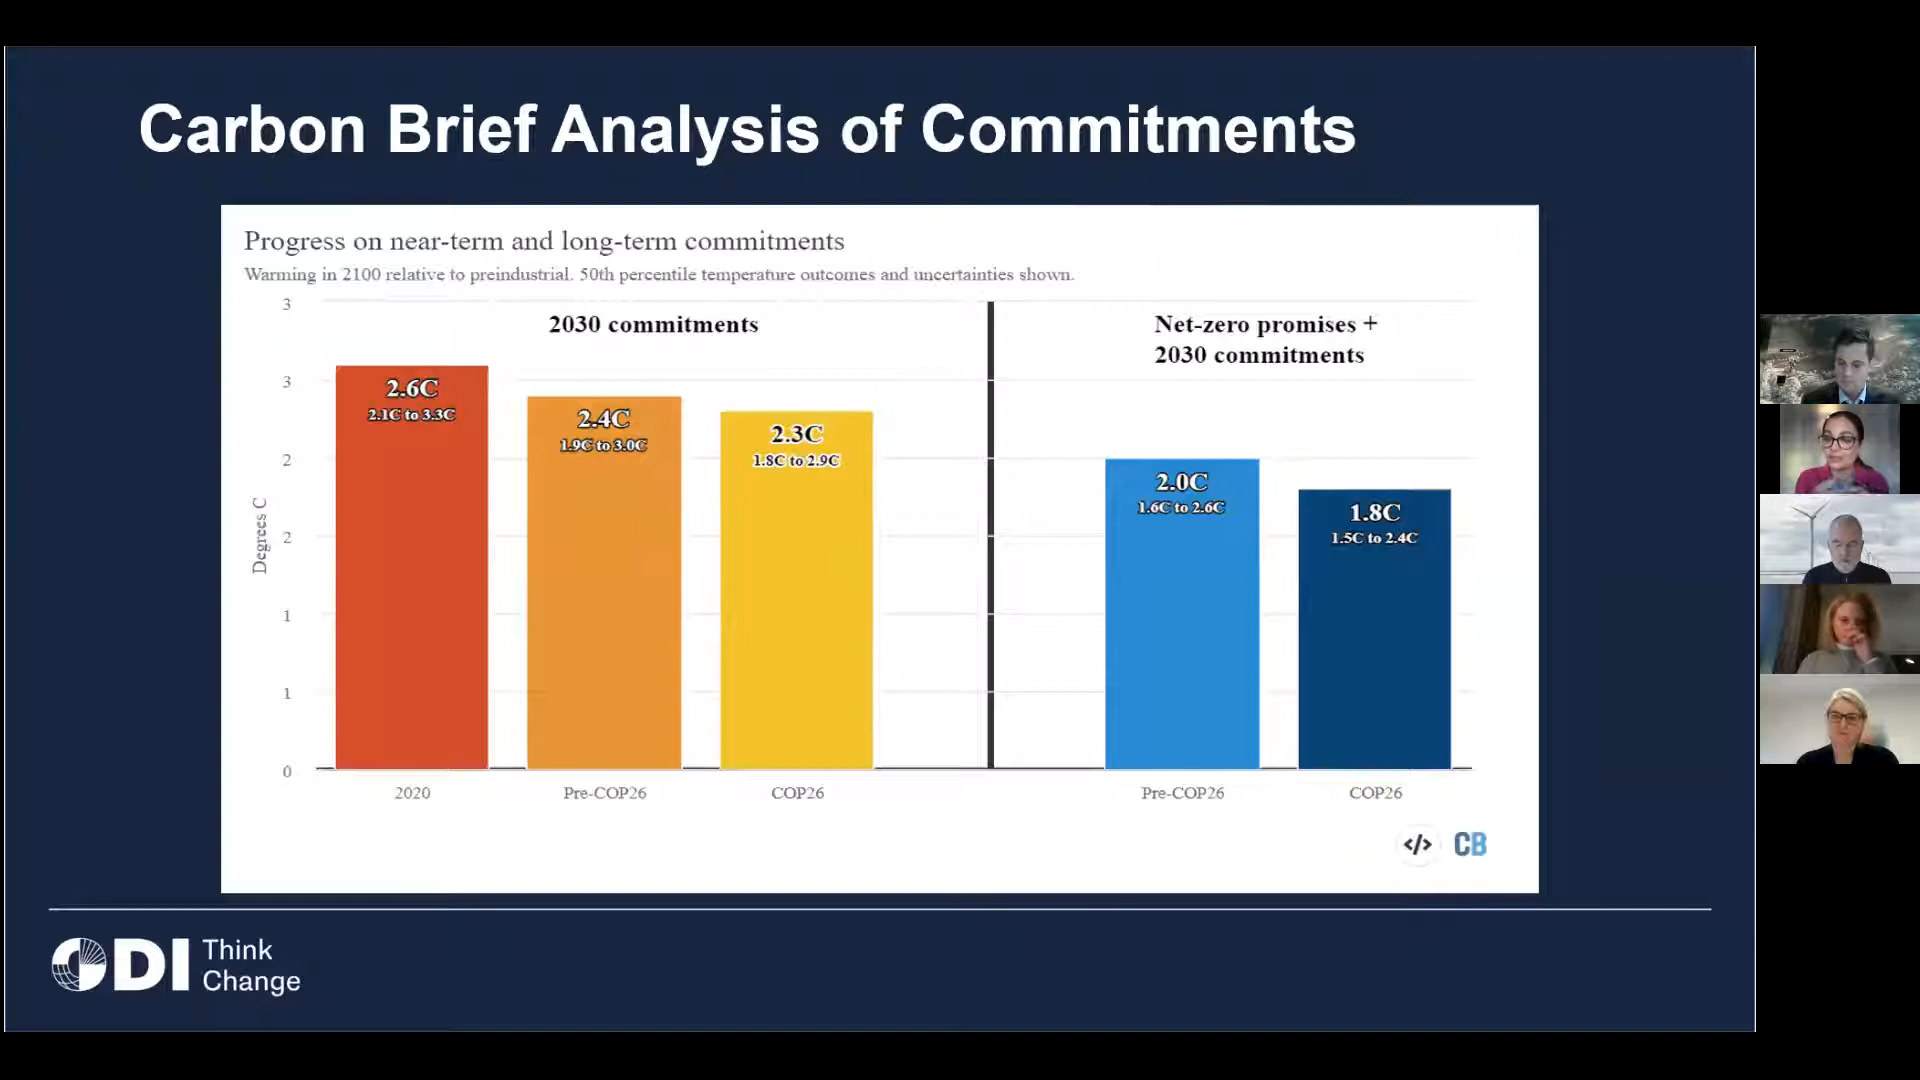 Carbon Brief Analysis of Commitments
Progress on near-term and long-term commitments
Warming in 2100 relative to preindustrial. 50th percentile temperature outcomes and uncertainties shown.
3
3
2
2
1
1
0
Degrees C
2030 commitments
Net-zero promises +
2030 commitments
2.6C
2.1C to 3.3C
2.4C
1.9C to 3.0C
2.3C
1.8C to 2.9C
2.0C
1.6C to 2.6C
1.8C
1.5C to 2.4C
2020
Pre-COP26
COP26
Pre-COP26
COP26
</>
CB
ODI
Think
Change